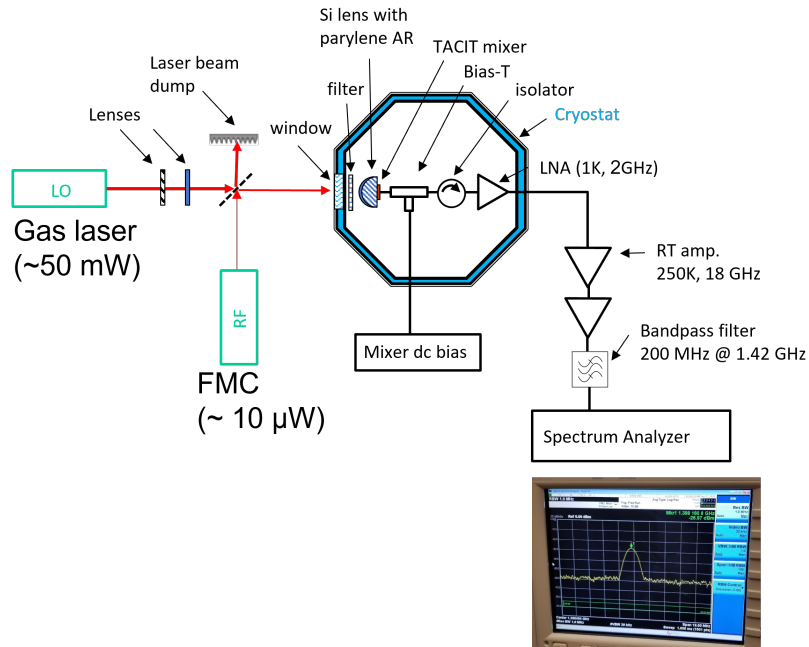 Si lens with
parylene AR
TACIT mixer
Laser beam
dump
Bias-T
filter
isolator
Lenses
window
Cryostat
LO
LNA (1K, 2GHz)
Gas laser
(~50 mW)
RT amp.
250K, 18 GHz
RF
Bandpass filter
200 MHz @ 1.42 GHz
Mixer dc bias
FMC
(~ 10 µW)
Spectrum Analyzer